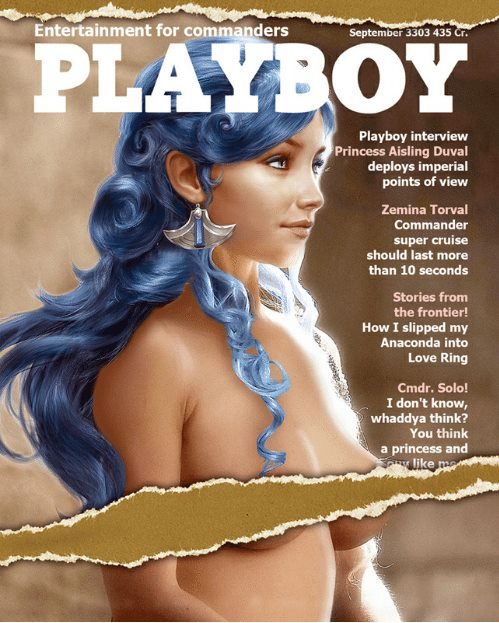 Entertainment for commanders
September 3303 435 Cr.
PLAYBOY
Playboy interview
Princess Aisling Duval
deploys imperial
points of view
Zemina Torval
Commander
super cruise
should last more
than 10 seconds
Stories from
the frontier!
How I slipped my
Anaconda into
Love Ring
Cmdr. Solo!
I don't know,
whaddya think?
You think
a princess and
like